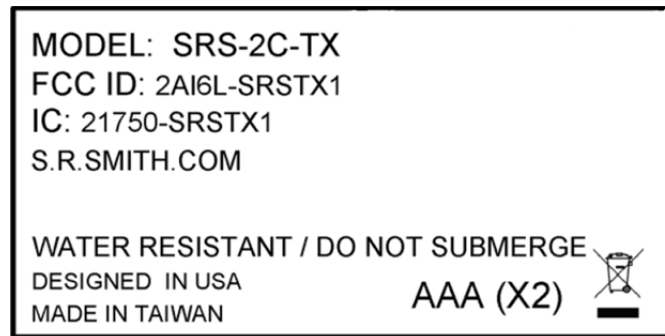 MODEL: SRS-2C-TX
FCC ID: 2AI6L-SRSTX1
IC: 21750-SRSTX1
S.R.SMITH.COM
WATER RESISTANT / DO NOT SUBMERGE
DESIGNED IN USA
AAA (X2)
MADE IN TAIWAN